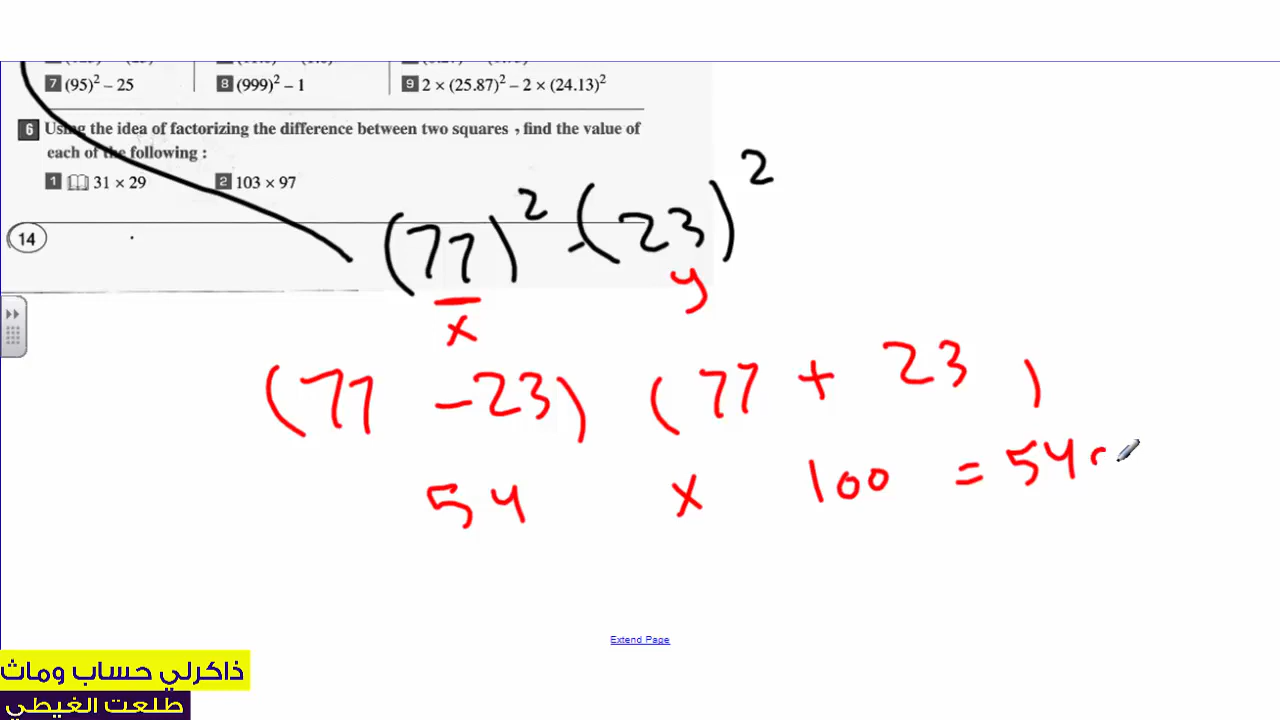 7 (95)² – 25
8 (999)² – 1
9 2 × (25.87)² – 2 × (24.13)²
6 Using the idea of factorizing the difference between two squares , find the value of
each of the following :
1 31 × 29
2 103 × 97
14
(77)² - (23)²
x y
(77 - 23) (77 + 23)
54 x 100 = 540
Extend Page
ذاكرلي حساب وماث
طلعت الغيطي